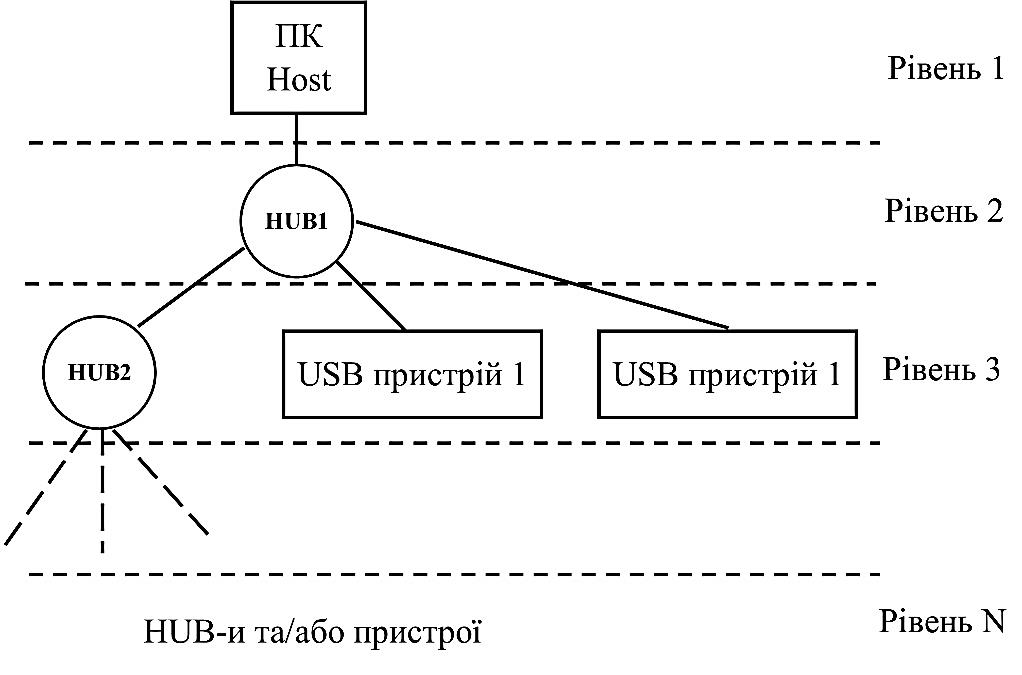 ПК
Host
Рівень 1
HUB1
Рівень 2
HUB2
USB пристрій 1
USB пристрій 1
Рівень 3
HUB-и та/або пристрої
Рівень N